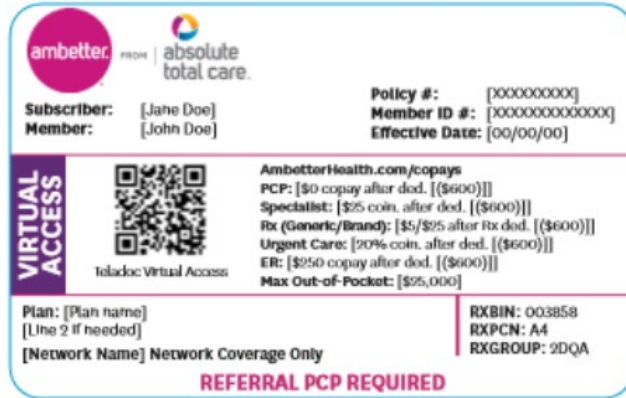 ambetter. FROM absolute total care.
Subscriber: [Jane Doe]
Member: [John Doe]
Policy #: [XXXXXXXXX]
Member ID #: [XXXXXXXXXXXXX]
Effective Date: [00/00/00]
VIRTUAL ACCESS
Teladoc Virtual Access
AmbetterHealth.com/copays
PCP: [$0 copay after ded. [($600)]]
Specialist: [$25 coin. after ded. [($600)]]
Rx (Generic/Brand): [$5/$25 after Rx ded. [($600)]]
Urgent Care: [20% coin. after ded. [($600)]]
ER: [$250 copay after ded. [($600)]]
Max Out-of-Pocket: [$25,000]
Plan: [Plan name]
[Line 2 if needed]
[Network Name] Network Coverage Only
RXBIN: 003858
RXPCN: A4
RXGROUP: 2DQA
REFERRAL PCP REQUIRED